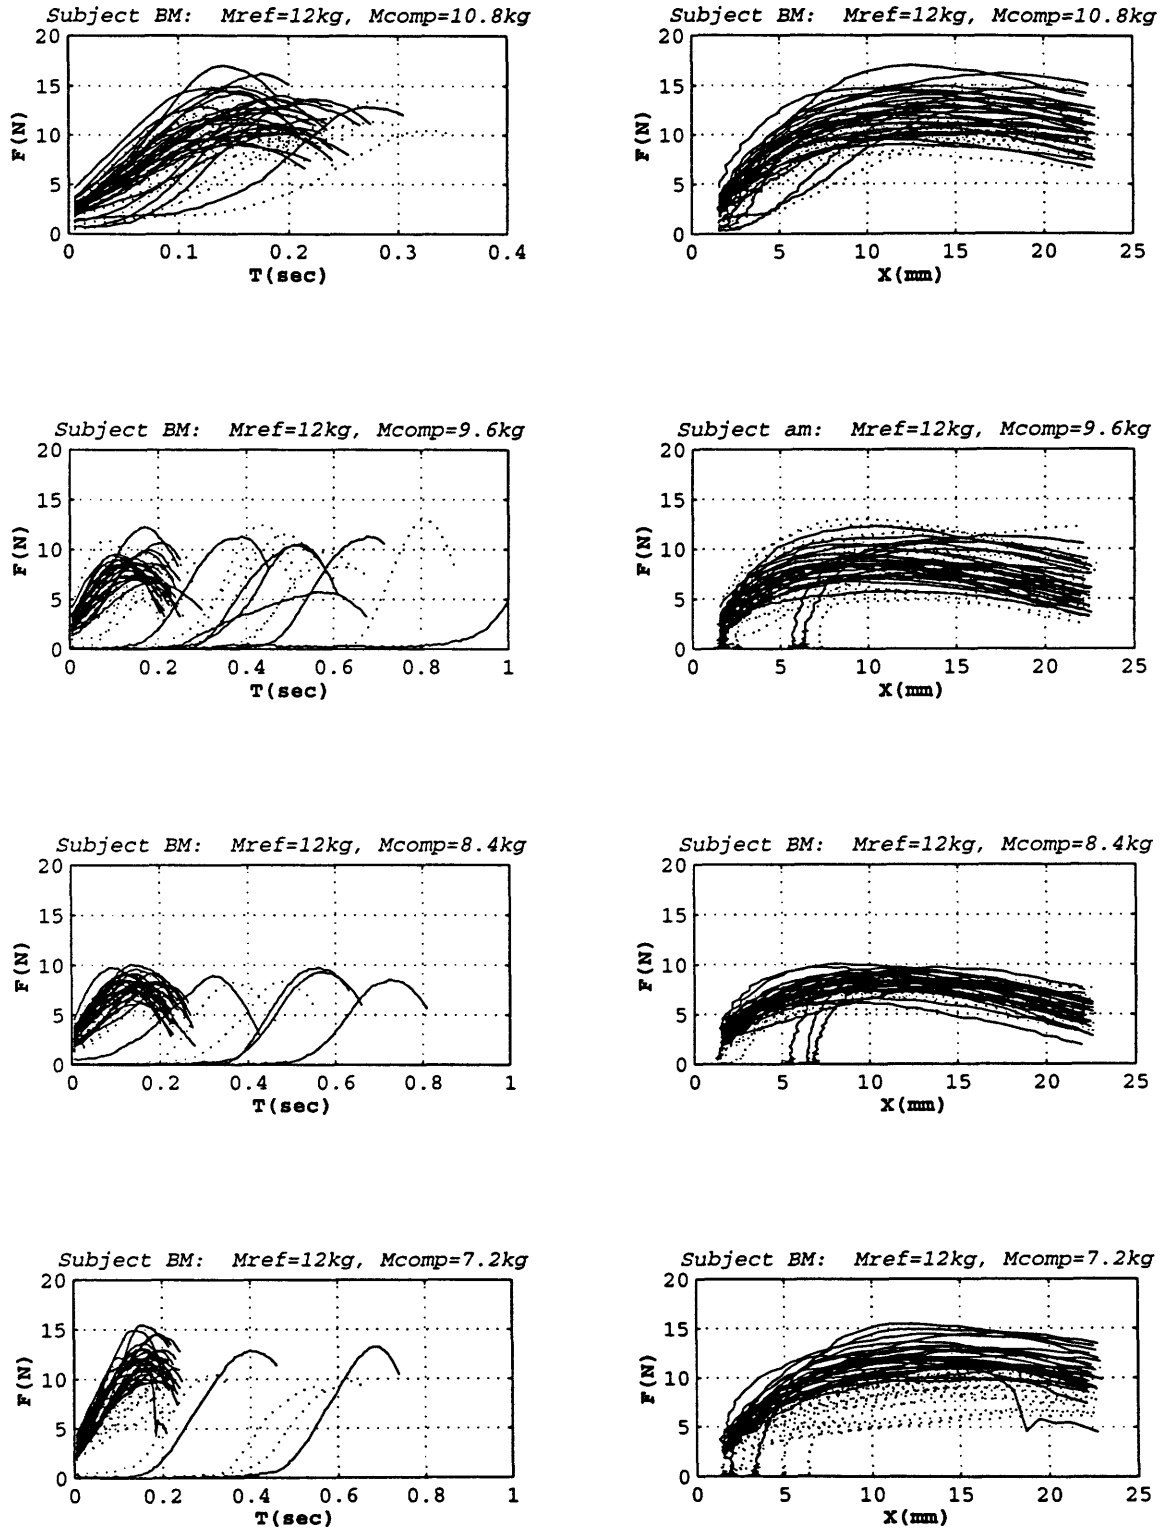 Subject BM: Mref=12kg, Mcomp=10.8kg
20
15
10
5
0
F(N)
0 0.1 0.2 0.3 0.4
T(sec)
Subject BM: Mref=12kg, Mcomp=10.8kg
20
15
10
5
0
F(N)
0 5 10 15 20 25
X(mm)
Subject BM: Mref=12kg, Mcomp=9.6kg
20
15
10
5
0
F(N)
0 0.2 0.4 0.6 0.8 1
T(sec)
Subject am: Mref=12kg, Mcomp=9.6kg
20
15
10
5
0
F(N)
0 5 10 15 20 25
X(mm)
Subject BM: Mref=12kg, Mcomp=8.4kg
20
15
10
5
0
F(N)
0 0.2 0.4 0.6 0.8 1
T(sec)
Subject BM: Mref=12kg, Mcomp=8.4kg
20
15
10
5
0
F(N)
0 5 10 15 20 25
X(mm)
Subject BM: Mref=12kg, Mcomp=7.2kg
20
15
10
5
0
F(N)
0 0.2 0.4 0.6 0.8 1
T(sec)
Subject BM: Mref=12kg, Mcomp=7.2kg
20
15
10
5
0
F(N)
0 5 10 15 20 25
X(mm)